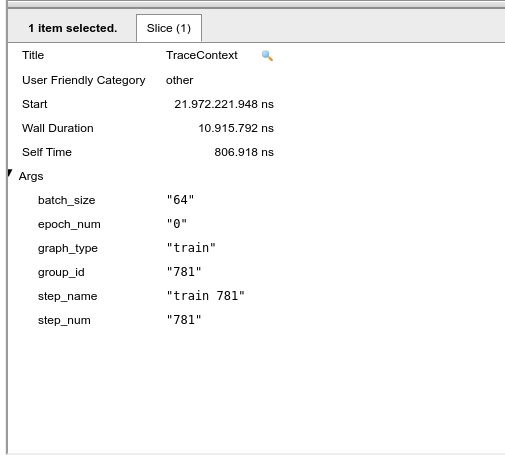 1 item selected. Slice (1)
Title TraceContext
User Friendly Category other
Start 21.972.221.948 ns
Wall Duration 10.915.792 ns
Self Time 806.918 ns
Args
batch_size "64"
epoch_num "0"
graph_type "train"
group_id "781"
step_name "train 781"
step_num "781"